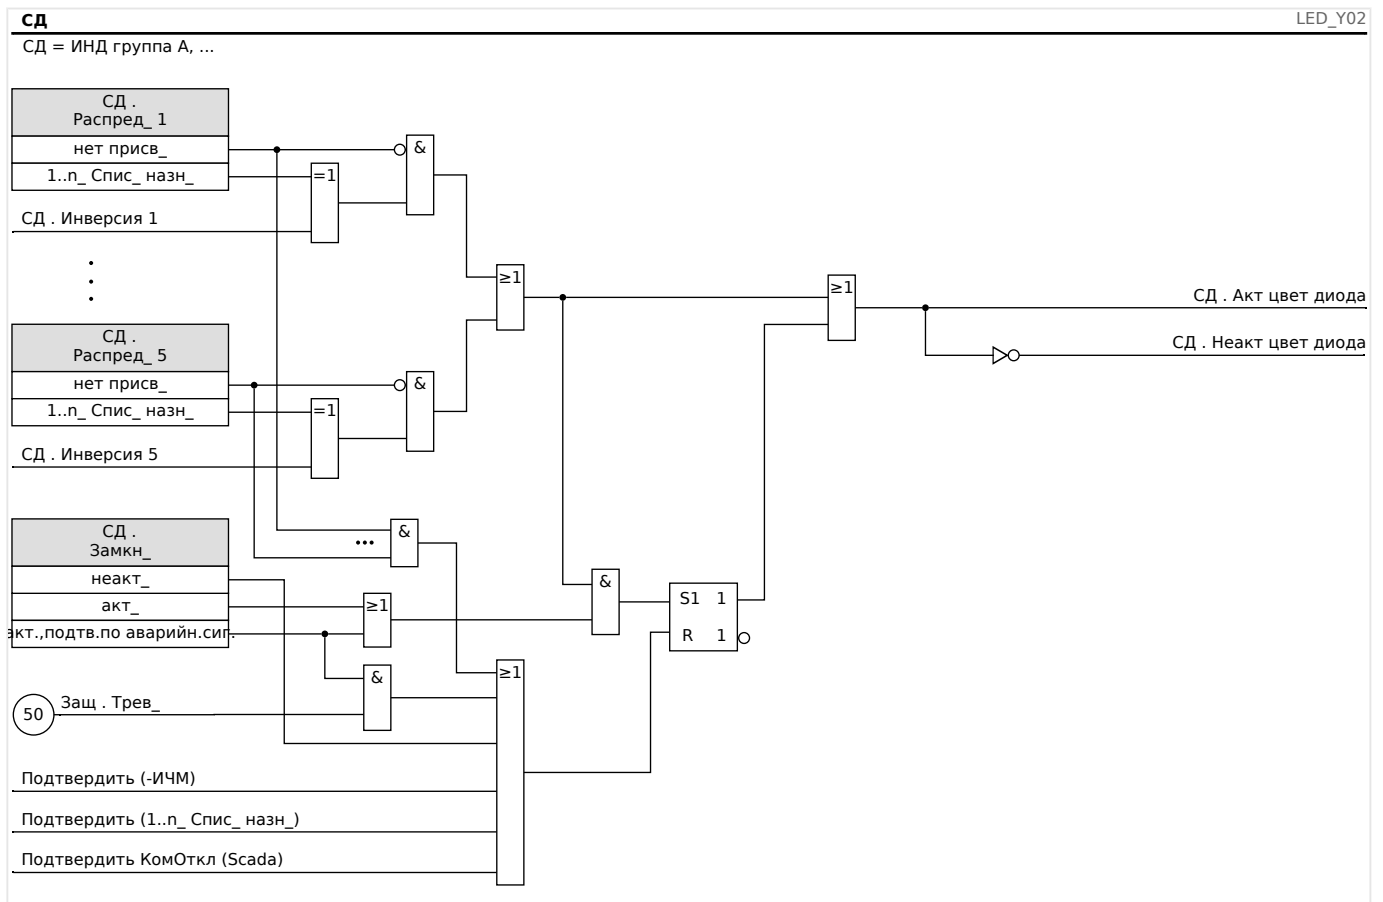 СД
LED_Y02
СД = ИНД группа A, ...
СД .
Распред_ 1
нет присв_
1..n_ Спис_ назн_
СД . Инверсия 1
&
=1
≥1
≥1
СД . Акт цвет диода
СД . Неакт цвет диода
СД .
Распред_ 5
нет присв_
1..n_ Спис_ назн_
СД . Инверсия 5
&
=1
СД .
Замкн_
неакт_
акт_
акт.,подтв.по аварийн.сиг.
&
...
≥1
&
S1 1
R 1
&
≥1
50
Защ . Трев_
Подтвердить (-ИЧМ)
Подтвердить (1..n_ Спис_ назн_)
Подтвердить КомОткл (Scada)